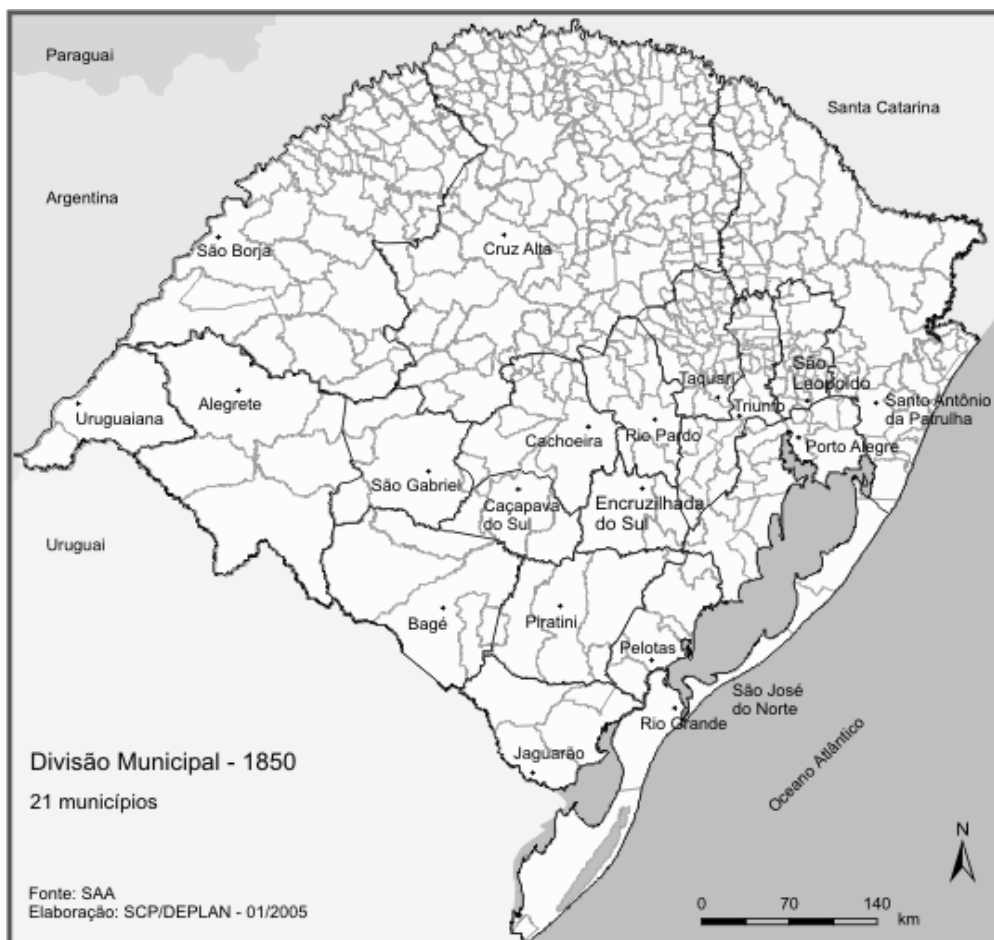 Paraguai
Santa Catarina
Argentina
São Borja
Cruz Alta
São
Leopoldo
Taquari
Uruguaiana
Alegrete
Triunfo
Santo Antônio
da Patrulha
Cachoeira
Rio Pardo
Porto Alegre
São Gabriel
Caçapava
do Sul
Encruzilhada
do Sul
Uruguai
Bagé
Piratini
Pelotas
São José
do Norte
Rio Grande
Jaguarão
Oceano Atlântico
Divisão Municipal - 1850
21 municípios
N
Fonte: SAA
Elaboração: SCP/DEPLAN - 01/2005
0 70 140
km